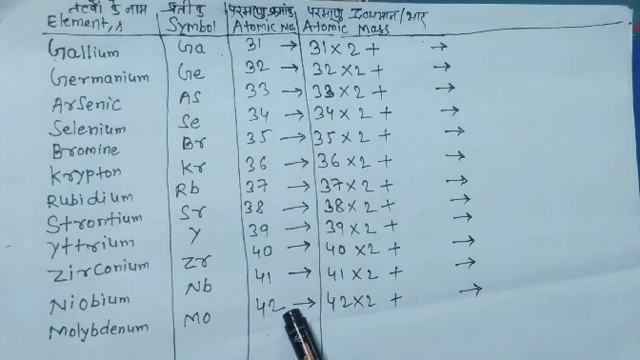 तत्वों के नाम प्रतीक परमाणु क्रमांक परमाणु द्रव्यमान/भार
Element,s Symbol Atomic No Atomic Mass
Gallium Ga 31 → 31×2 + →
Germanium Ge 32 → 32×2 + →
Arsenic As 33 → 33×2 + →
Selenium Se 34 → 34×2 + →
Bromine Br 35 → 35×2 + →
Krypton Kr 36 → 36×2 + →
Rubidium Rb 37 → 37×2 + →
Strontium Sr 38 → 38×2 + →
Yttrium Y 39 → 39×2 + →
Zirconium Zr 40 → 40×2 + →
Niobium Nb 41 → 41×2 + →
Molybdenum Mo 42 → 42×2 + →